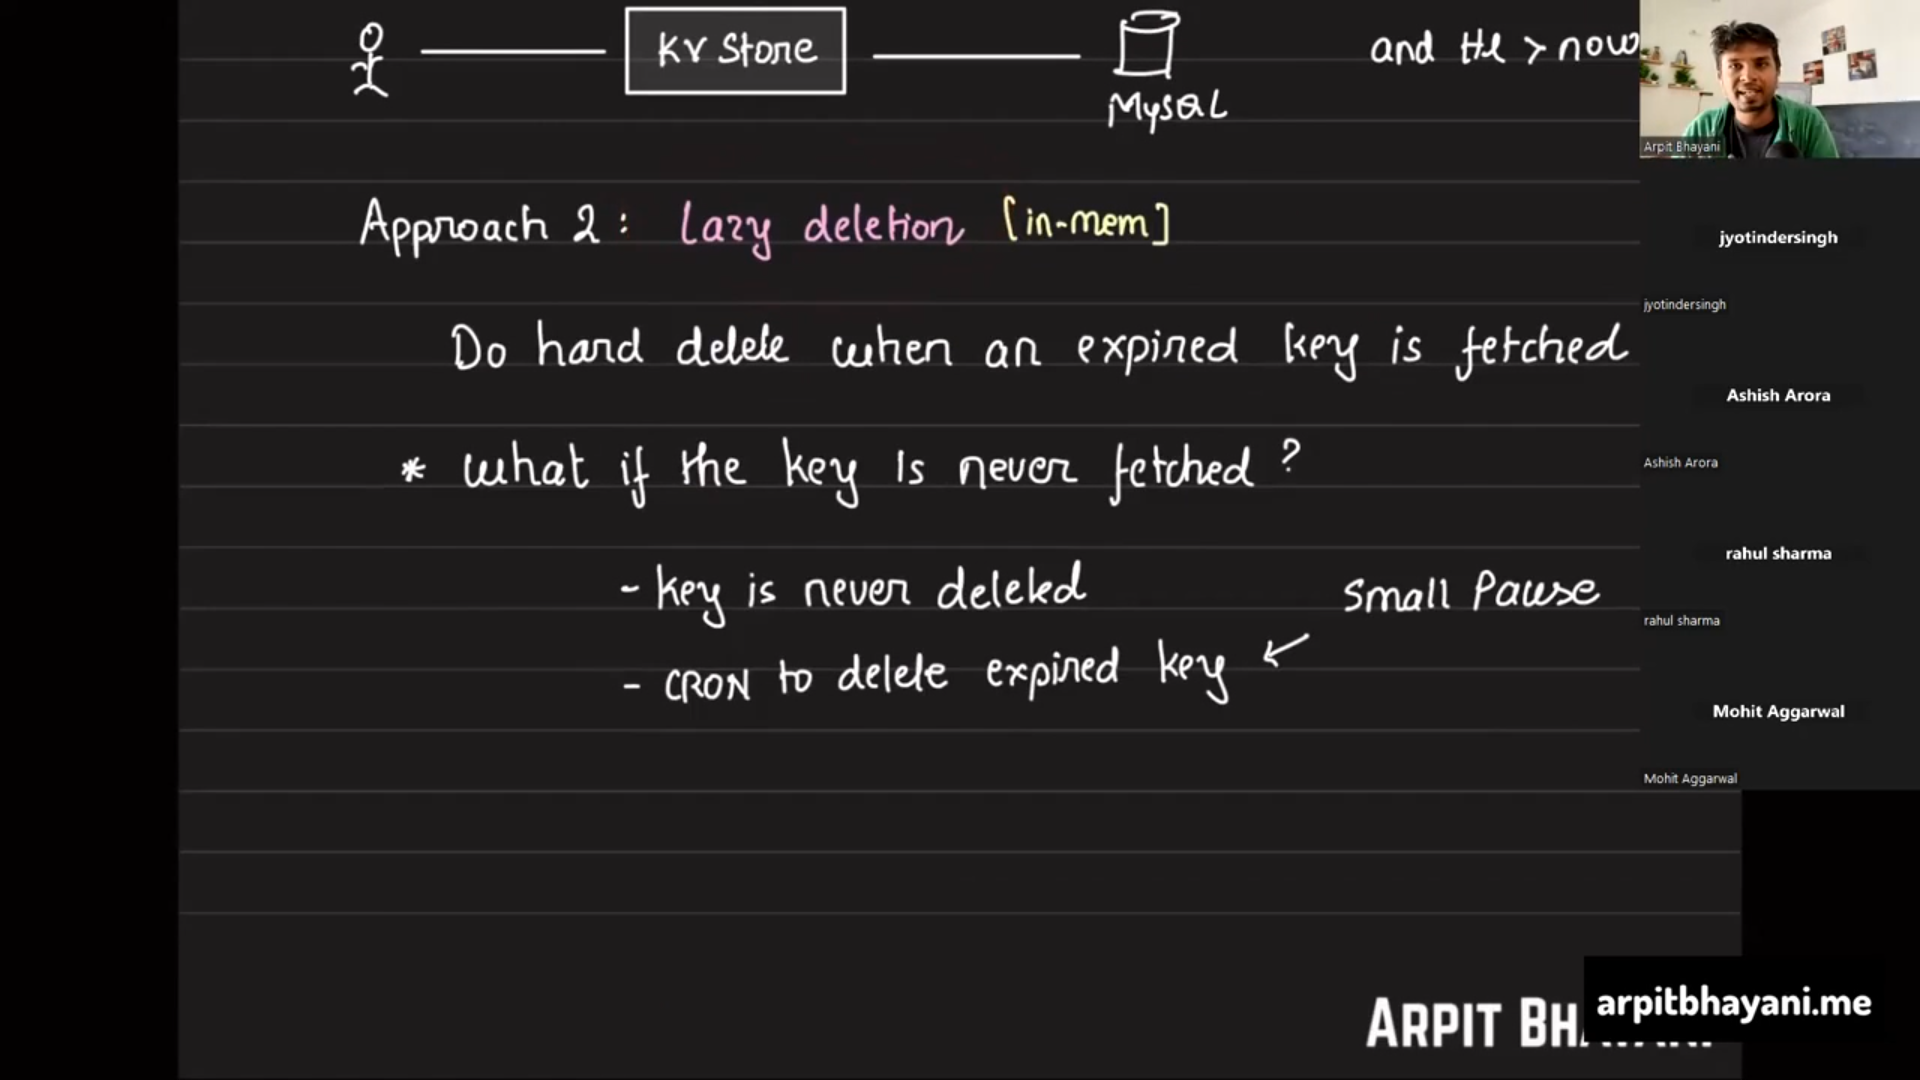 KV Store
and ttl > now
MySQL
Approach 2: Lazy deletion [in-mem]
Do hard delete when an expired key is fetched
* What if the key is never fetched?
- key is never deleted
Small Pause
- CRON to delete expired key
Arpit Bhayani
jyotindersingh
jyotindersingh
Ashish Arora
Ashish Arora
rahul sharma
rahul sharma
Mohit Aggarwal
Mohit Aggarwal
ARPIT BHAYANI
arpitbhayani.me